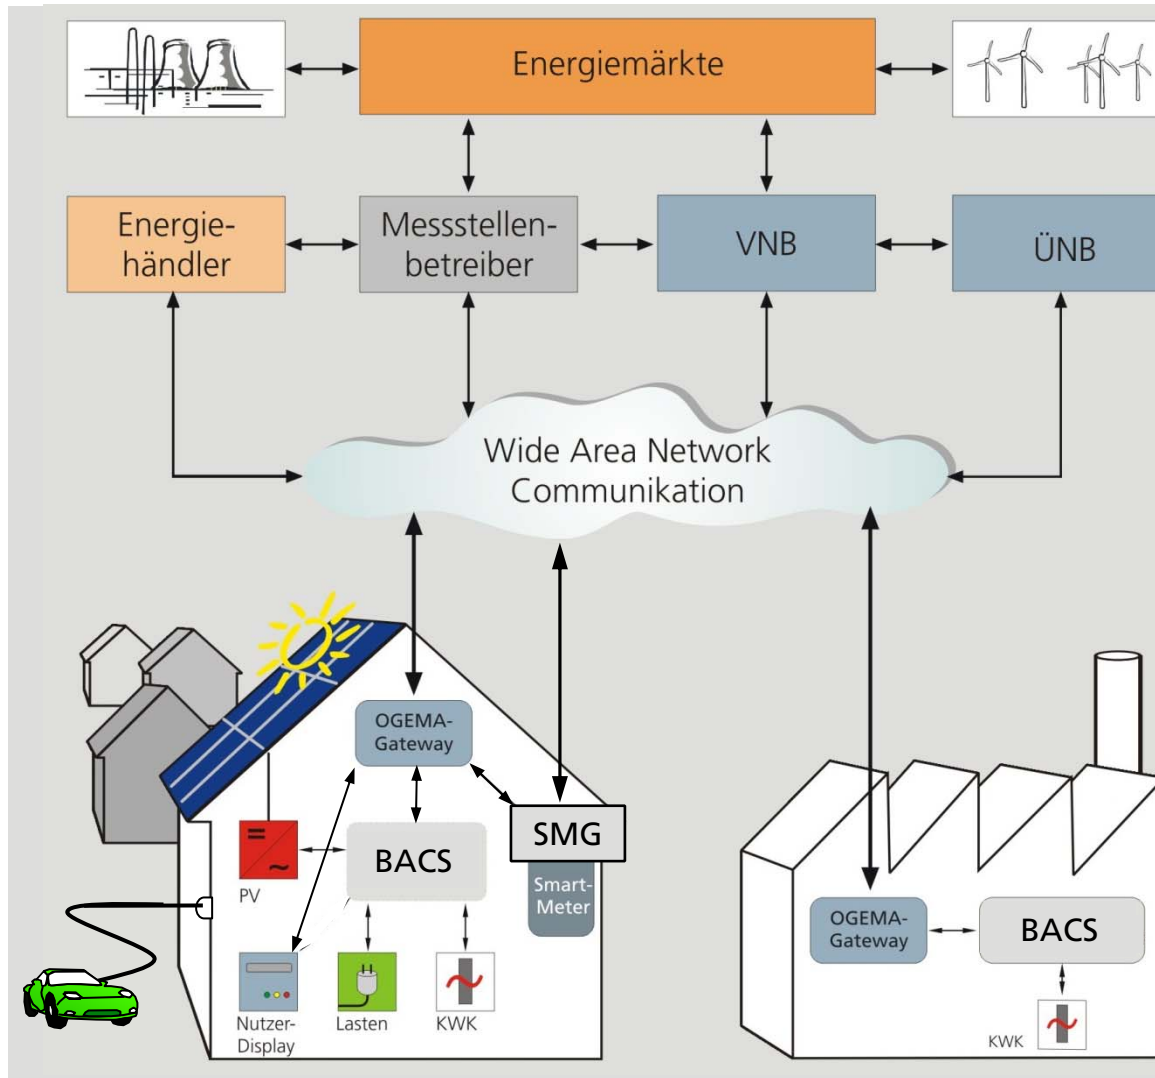 Energiemärkte
Energie-
händler
Messstellen-
betreiber
VNB
ÜNB
Wide Area Network
Communikation
OGEMA-
Gateway
SMG
BACS
Smart-
Meter
PV
Nutzer-
Display
Lasten
KWK
OGEMA-
Gateway
BACS
KWK